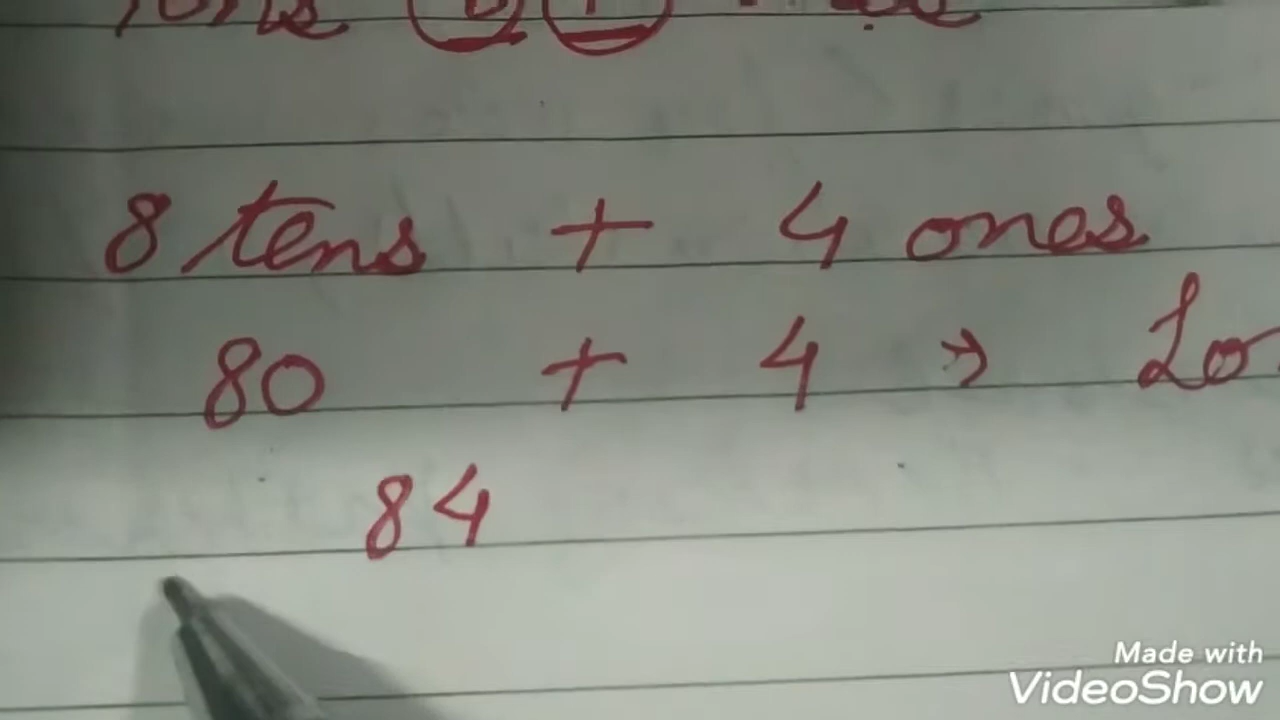 8 tens + 4 ones
80 + 4 →
84
Made with
VideoShow